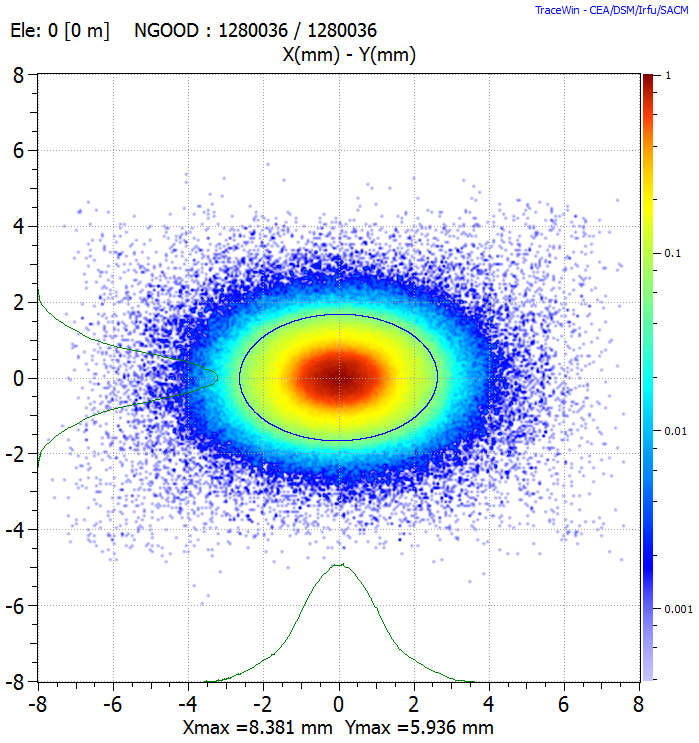 TraceWin - CEA/DSM/Irfu/SACM
Ele: 0 [0 m] NGOOD : 1280036 / 1280036
X(mm) - Y(mm)
8
6
4
2
0
-2
-4
-6
-8
1
0.1
0.01
0.001
-8 -6 -4 -2 0 2 4 6 8
Xmax =8.381 mm Ymax =5.936 mm